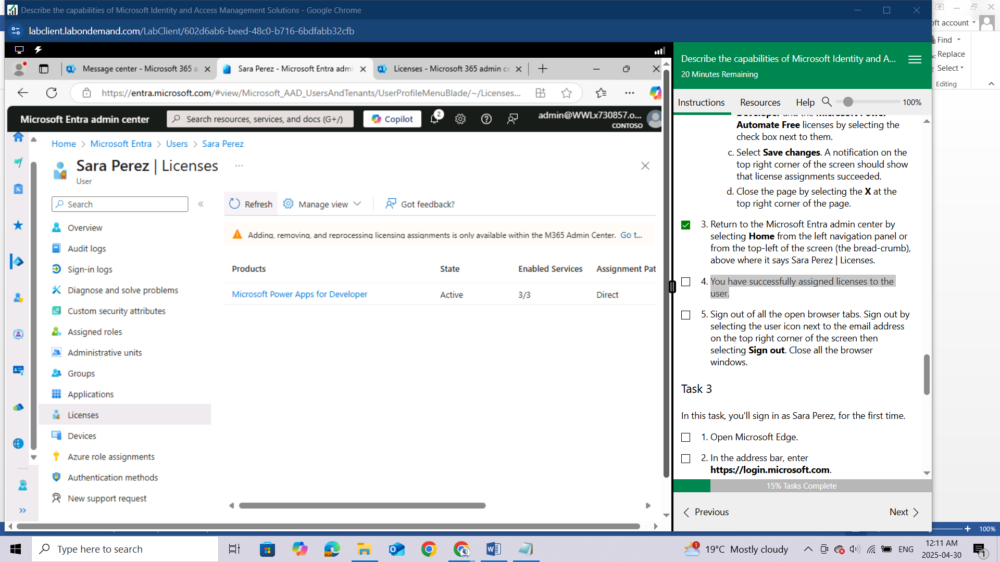 Describe the capabilities of Microsoft Identity and Access Management Solutions - Google Chrome
labclient.labondemand.com/LabClient/602d6ab6-beed-48c0-b716-6bdfabb32cfb
Message center - Microsoft 365 a
Sara Perez - Microsoft Entra admi
Licenses - Microsoft 365 admin ce
https://entra.microsoft.com/#view/Microsoft_AAD_UsersAndTenants/UserProfileMenuBlade/~/Licenses...
Microsoft Entra admin center
Search resources, services, and docs (G+/)
Copilot
2
admin@WWLx730857.o...
CONTOSO
Home > Microsoft Entra > Users > Sara Perez
Sara Perez | Licenses
...
User
Search
«
Overview
Audit logs
Sign-in logs
Diagnose and solve problems
Custom security attributes
Assigned roles
Administrative units
Groups
Applications
Licenses
Devices
Azure role assignments
Authentication methods
New support request
Refresh
Manage view
Got feedback?
Adding, removing, and reprocessing licensing assignments is only available within the M365 Admin Center. Go t...
Products State Enabled Services Assignment Pat
Microsoft Power Apps for Developer Active 3/3 Direct
Describe the capabilities of Microsoft Identity and A...
20 Minutes Remaining
Instructions Resources Help 100%
Developer and the Microsoft Power
Automate Free licenses by selecting the
check box next to them.
c. Select Save changes. A notification on the
top right corner of the screen should show
that license assignments succeeded.
d. Close the page by selecting the X at the
top right corner of the page.
3. Return to the Microsoft Entra admin center by
selecting Home from the left navigation panel or
from the top-left of the screen (the bread-crumb),
above where it says Sara Perez | Licenses.
4. You have successfully assigned licenses to the
user.
5. Sign out of all the open browser tabs. Sign out by
selecting the user icon next to the email address
on the top right corner of the screen then
selecting Sign out. Close all the browser
windows.
Task 3
In this task, you'll sign in as Sara Perez, for the first time.
1. Open Microsoft Edge.
2. In the address bar, enter
https://login.microsoft.com.
15% Tasks Complete
Previous
Next
oft account
Find
Replace
Select
Editing
100%
Type here to search
1
19°C Mostly cloudy
ENG
12:11 AM
2025-04-30
1